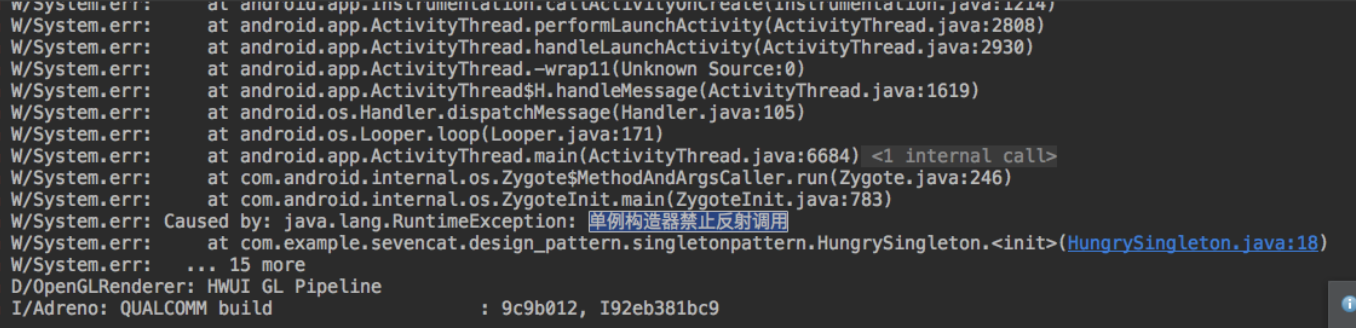 W/System.err:     at android.app.Instrumentation.callActivityOnCreate(Instrumentation.java:1214)
W/System.err:     at android.app.ActivityThread.performLaunchActivity(ActivityThread.java:2808)
W/System.err:     at android.app.ActivityThread.handleLaunchActivity(ActivityThread.java:2930)
W/System.err:     at android.app.ActivityThread.-wrap11(Unknown Source:0)
W/System.err:     at android.app.ActivityThread$H.handleMessage(ActivityThread.java:1619)
W/System.err:     at android.os.Handler.dispatchMessage(Handler.java:105)
W/System.err:     at android.os.Looper.loop(Looper.java:171)
W/System.err:     at android.app.ActivityThread.main(ActivityThread.java:6684) <1 internal call>
W/System.err:     at com.android.internal.os.Zygote$MethodAndArgsCaller.run(Zygote.java:246)
W/System.err:     at com.android.internal.os.ZygoteInit.main(ZygoteInit.java:783)
W/System.err: Caused by: java.lang.RuntimeException: 单例构造器禁止反射调用
W/System.err:     at com.example.sevencat.design_pattern.singletonpattern.HungrySingleton.<init>(HungrySingleton.java:18)
W/System.err:   ... 15 more
D/OpenGLRenderer: HWUI GL Pipeline
I/Adreno: QUALCOMM build                   : 9c9b012, I92eb381bc9